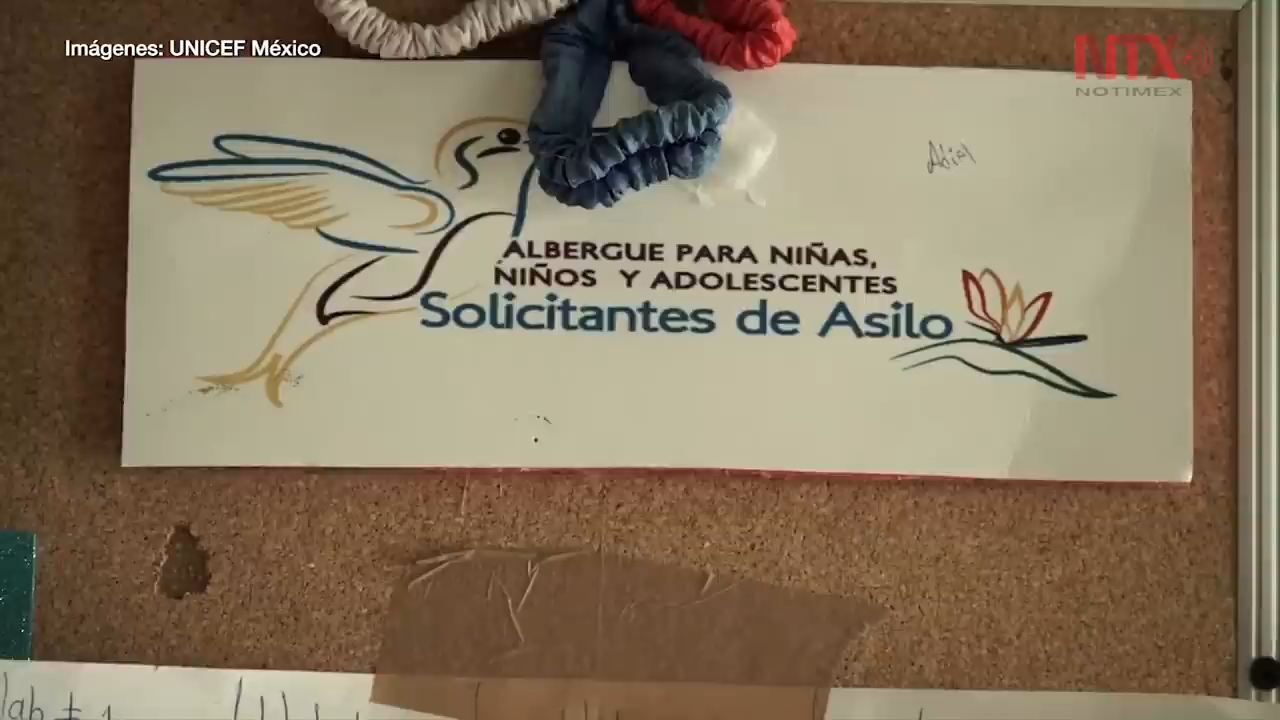 Imágenes: UNICEF México
NTX
NOTIMEX
ALBERGUE PARA NIÑAS,
NIÑOS Y ADOLESCENTES
Solicitantes de Asilo